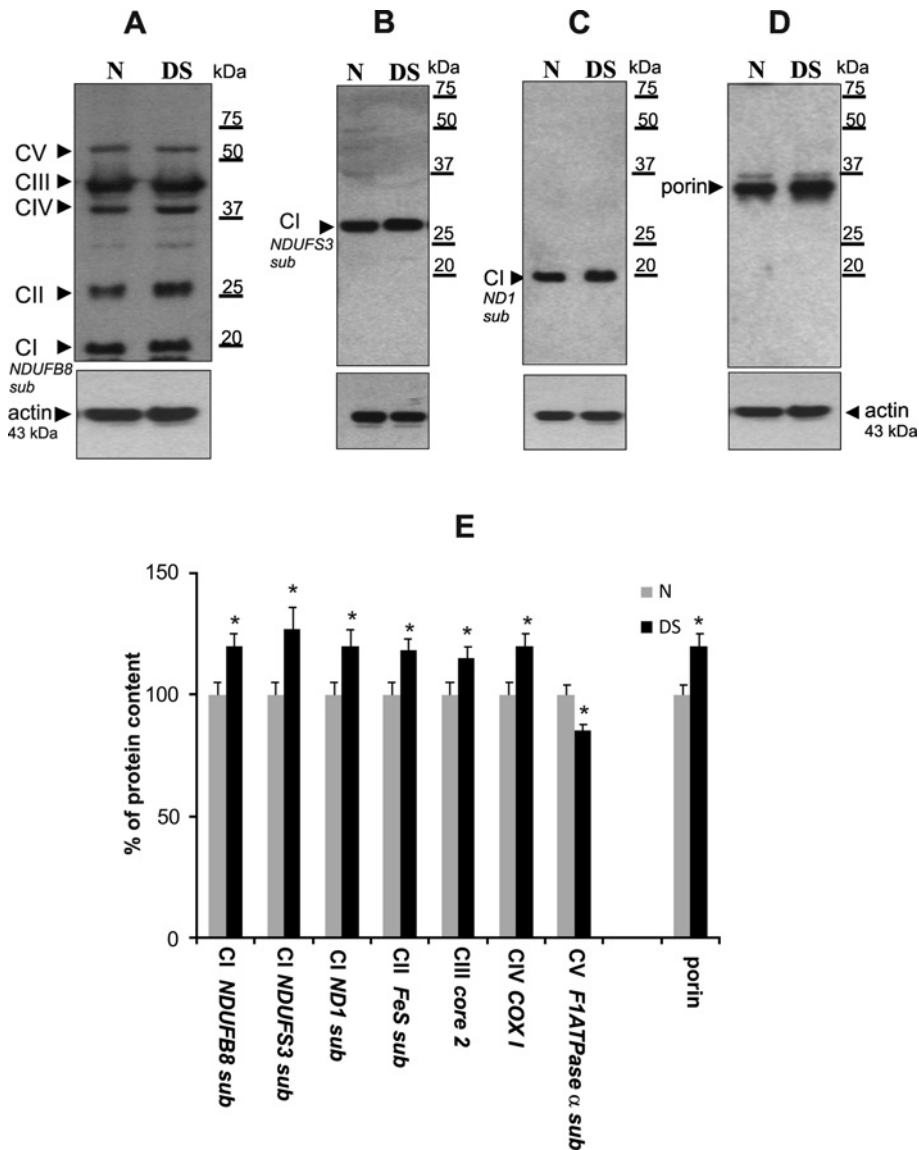 A
B
C
D
N DS kDa
75
50
37
25
20
CV
CIII
CIV
CII
CI
NDUFB8
sub
actin
43 kDa
N DS kDa
75
50
37
25
20
CI
NDUFS3
sub
N DS kDa
75
50
37
25
20
CI
ND1
sub
N DS kDa
75
50
37
25
20
porin
actin
43 kDa
E
% of protein content
150
100
50
0
N
DS
* * * * * * * *
CI NDUFB8 sub
CI NDUFS3 sub
CI ND1 sub
CII FeS sub
CIII core 2
CIV COX I
CV F1ATPase α sub
porin